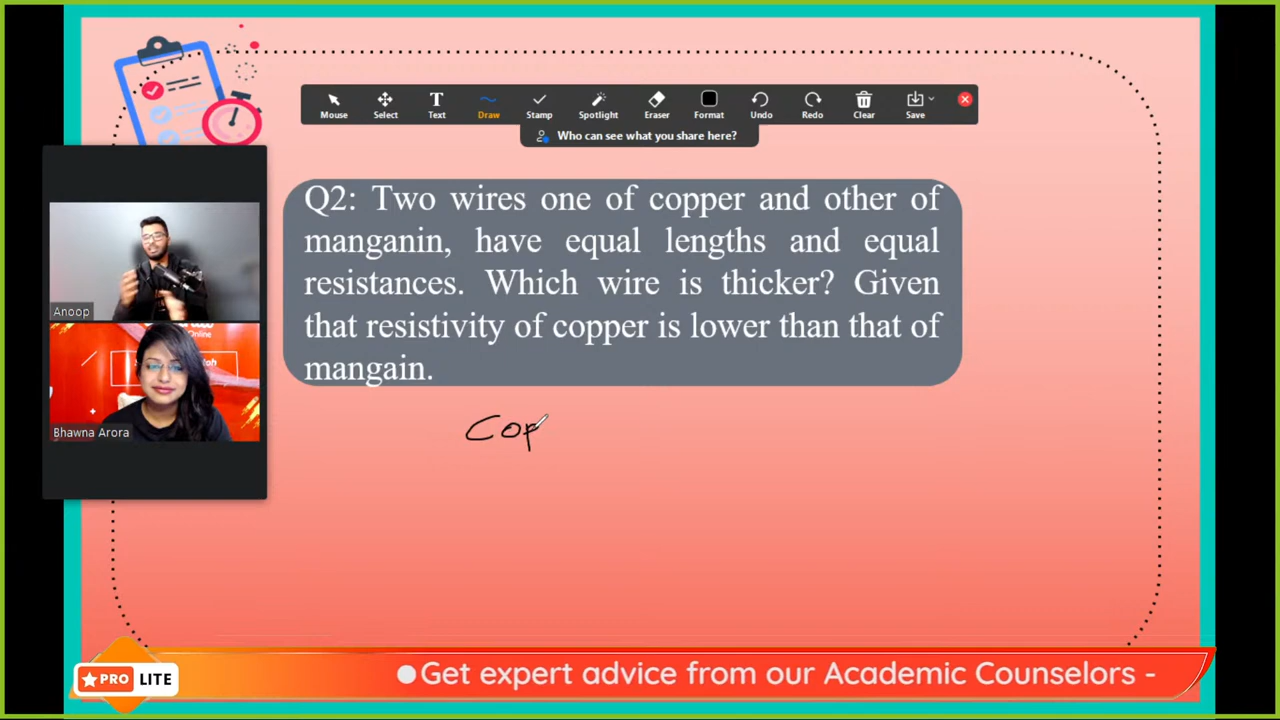 Mouse Select Text Draw Stamp Spotlight Eraser Format Undo Redo Clear Save
Who can see what you share here?
Q2: Two wires one of copper and other of
manganin, have equal lengths and equal
resistances. Which wire is thicker? Given
that resistivity of copper is lower than that of
mangain.
Anoop
Online
Bhawna Arora
Cop
PRO LITE
Get expert advice from our Academic Counselors -